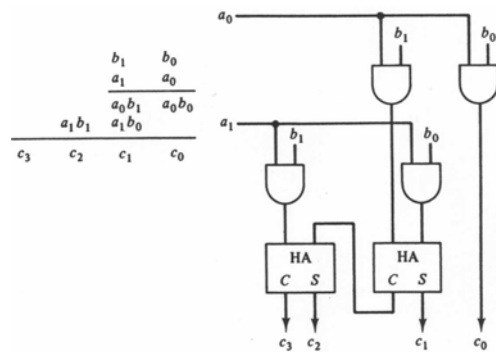 b₁ b₀
a₁ a₀
a₀b₁ a₀b₀
a₁b₁ a₁b₀
c₃ c₂ c₁ c₀
a₀
b₁
b₀
a₁
b₁
b₀
HA
C S
HA
C S
c₃ c₂ c₁ c₀